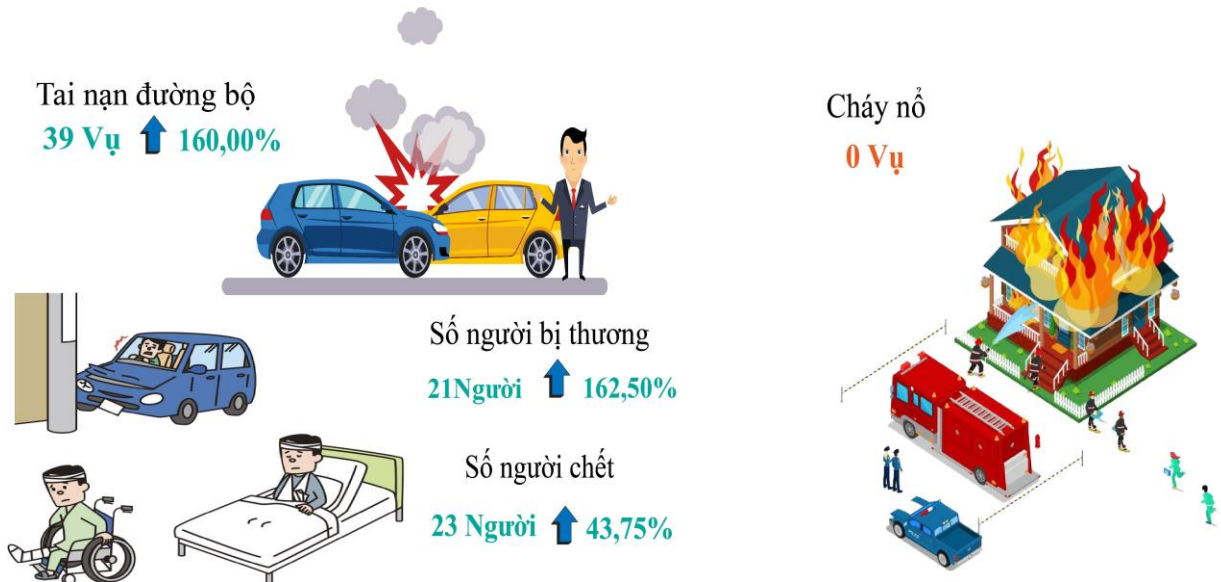 Tai nạn đường bộ
39 Vụ 160,00%
Số người bị thương
21Người 162,50%
Số người chết
23 Người 43,75%
Cháy nổ
0 Vụ